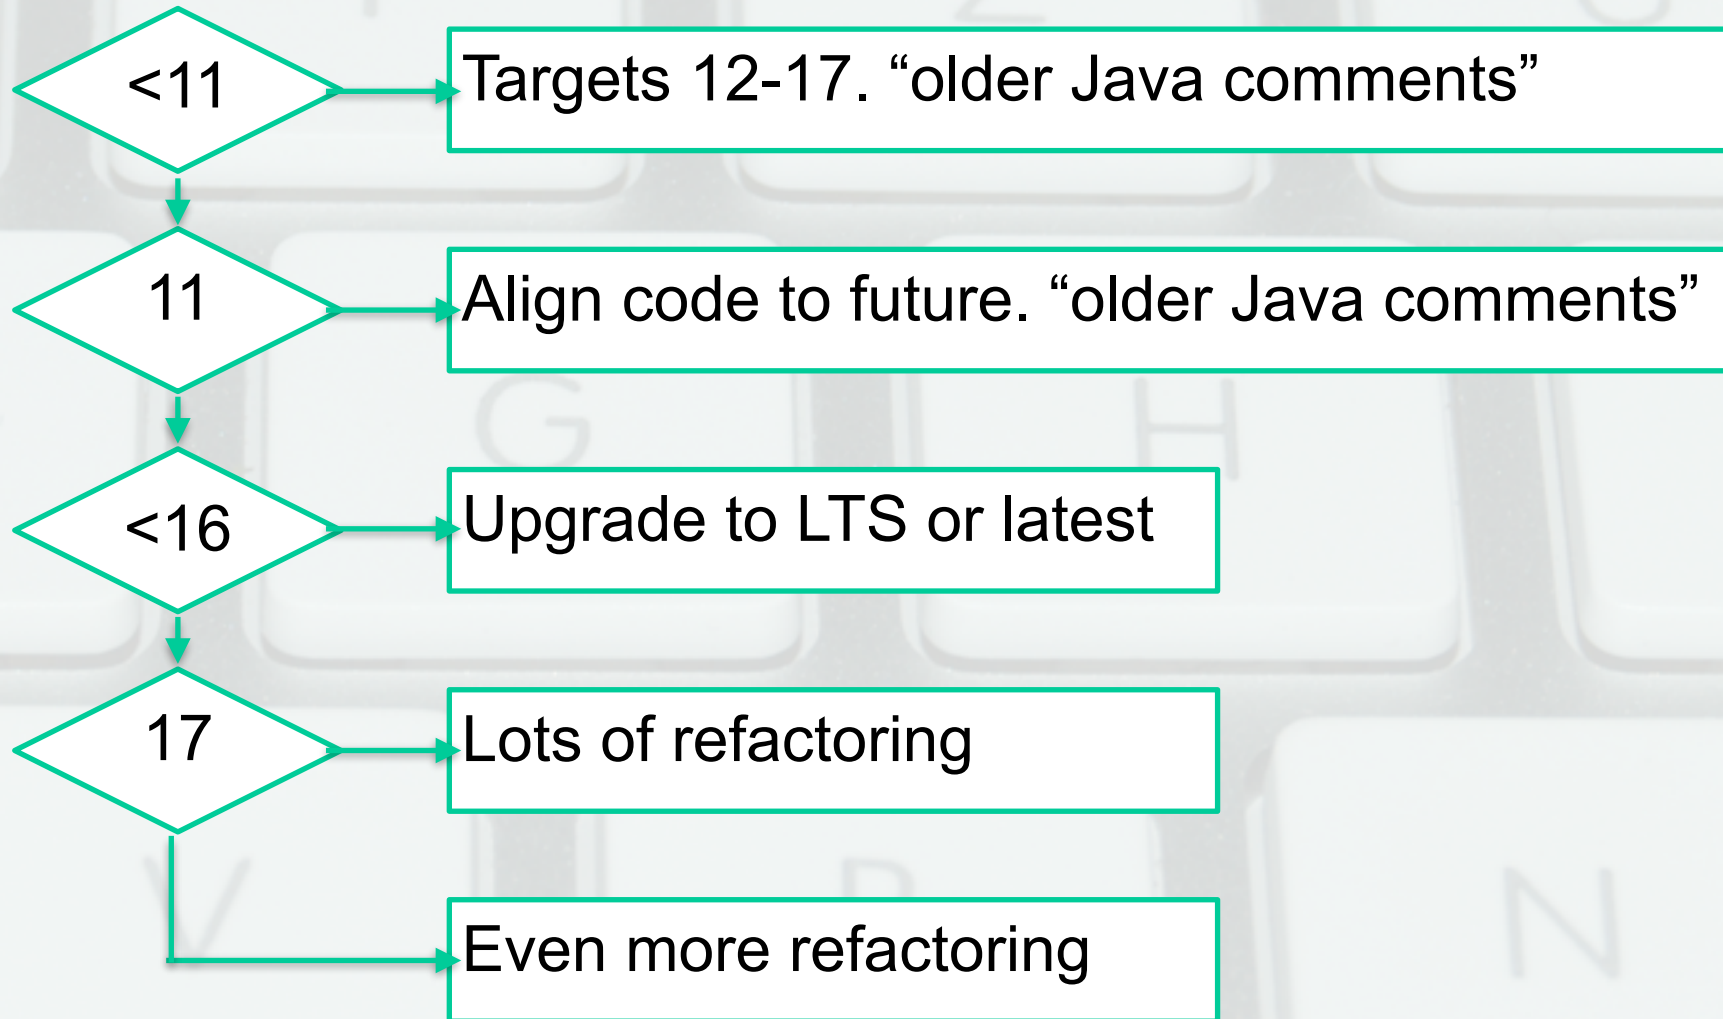 <11
Targets 12-17. “older Java comments”
11
Align code to future. “older Java comments”
<16
Upgrade to LTS or latest
17
Lots of refactoring
Even more refactoring
G
H
V
N